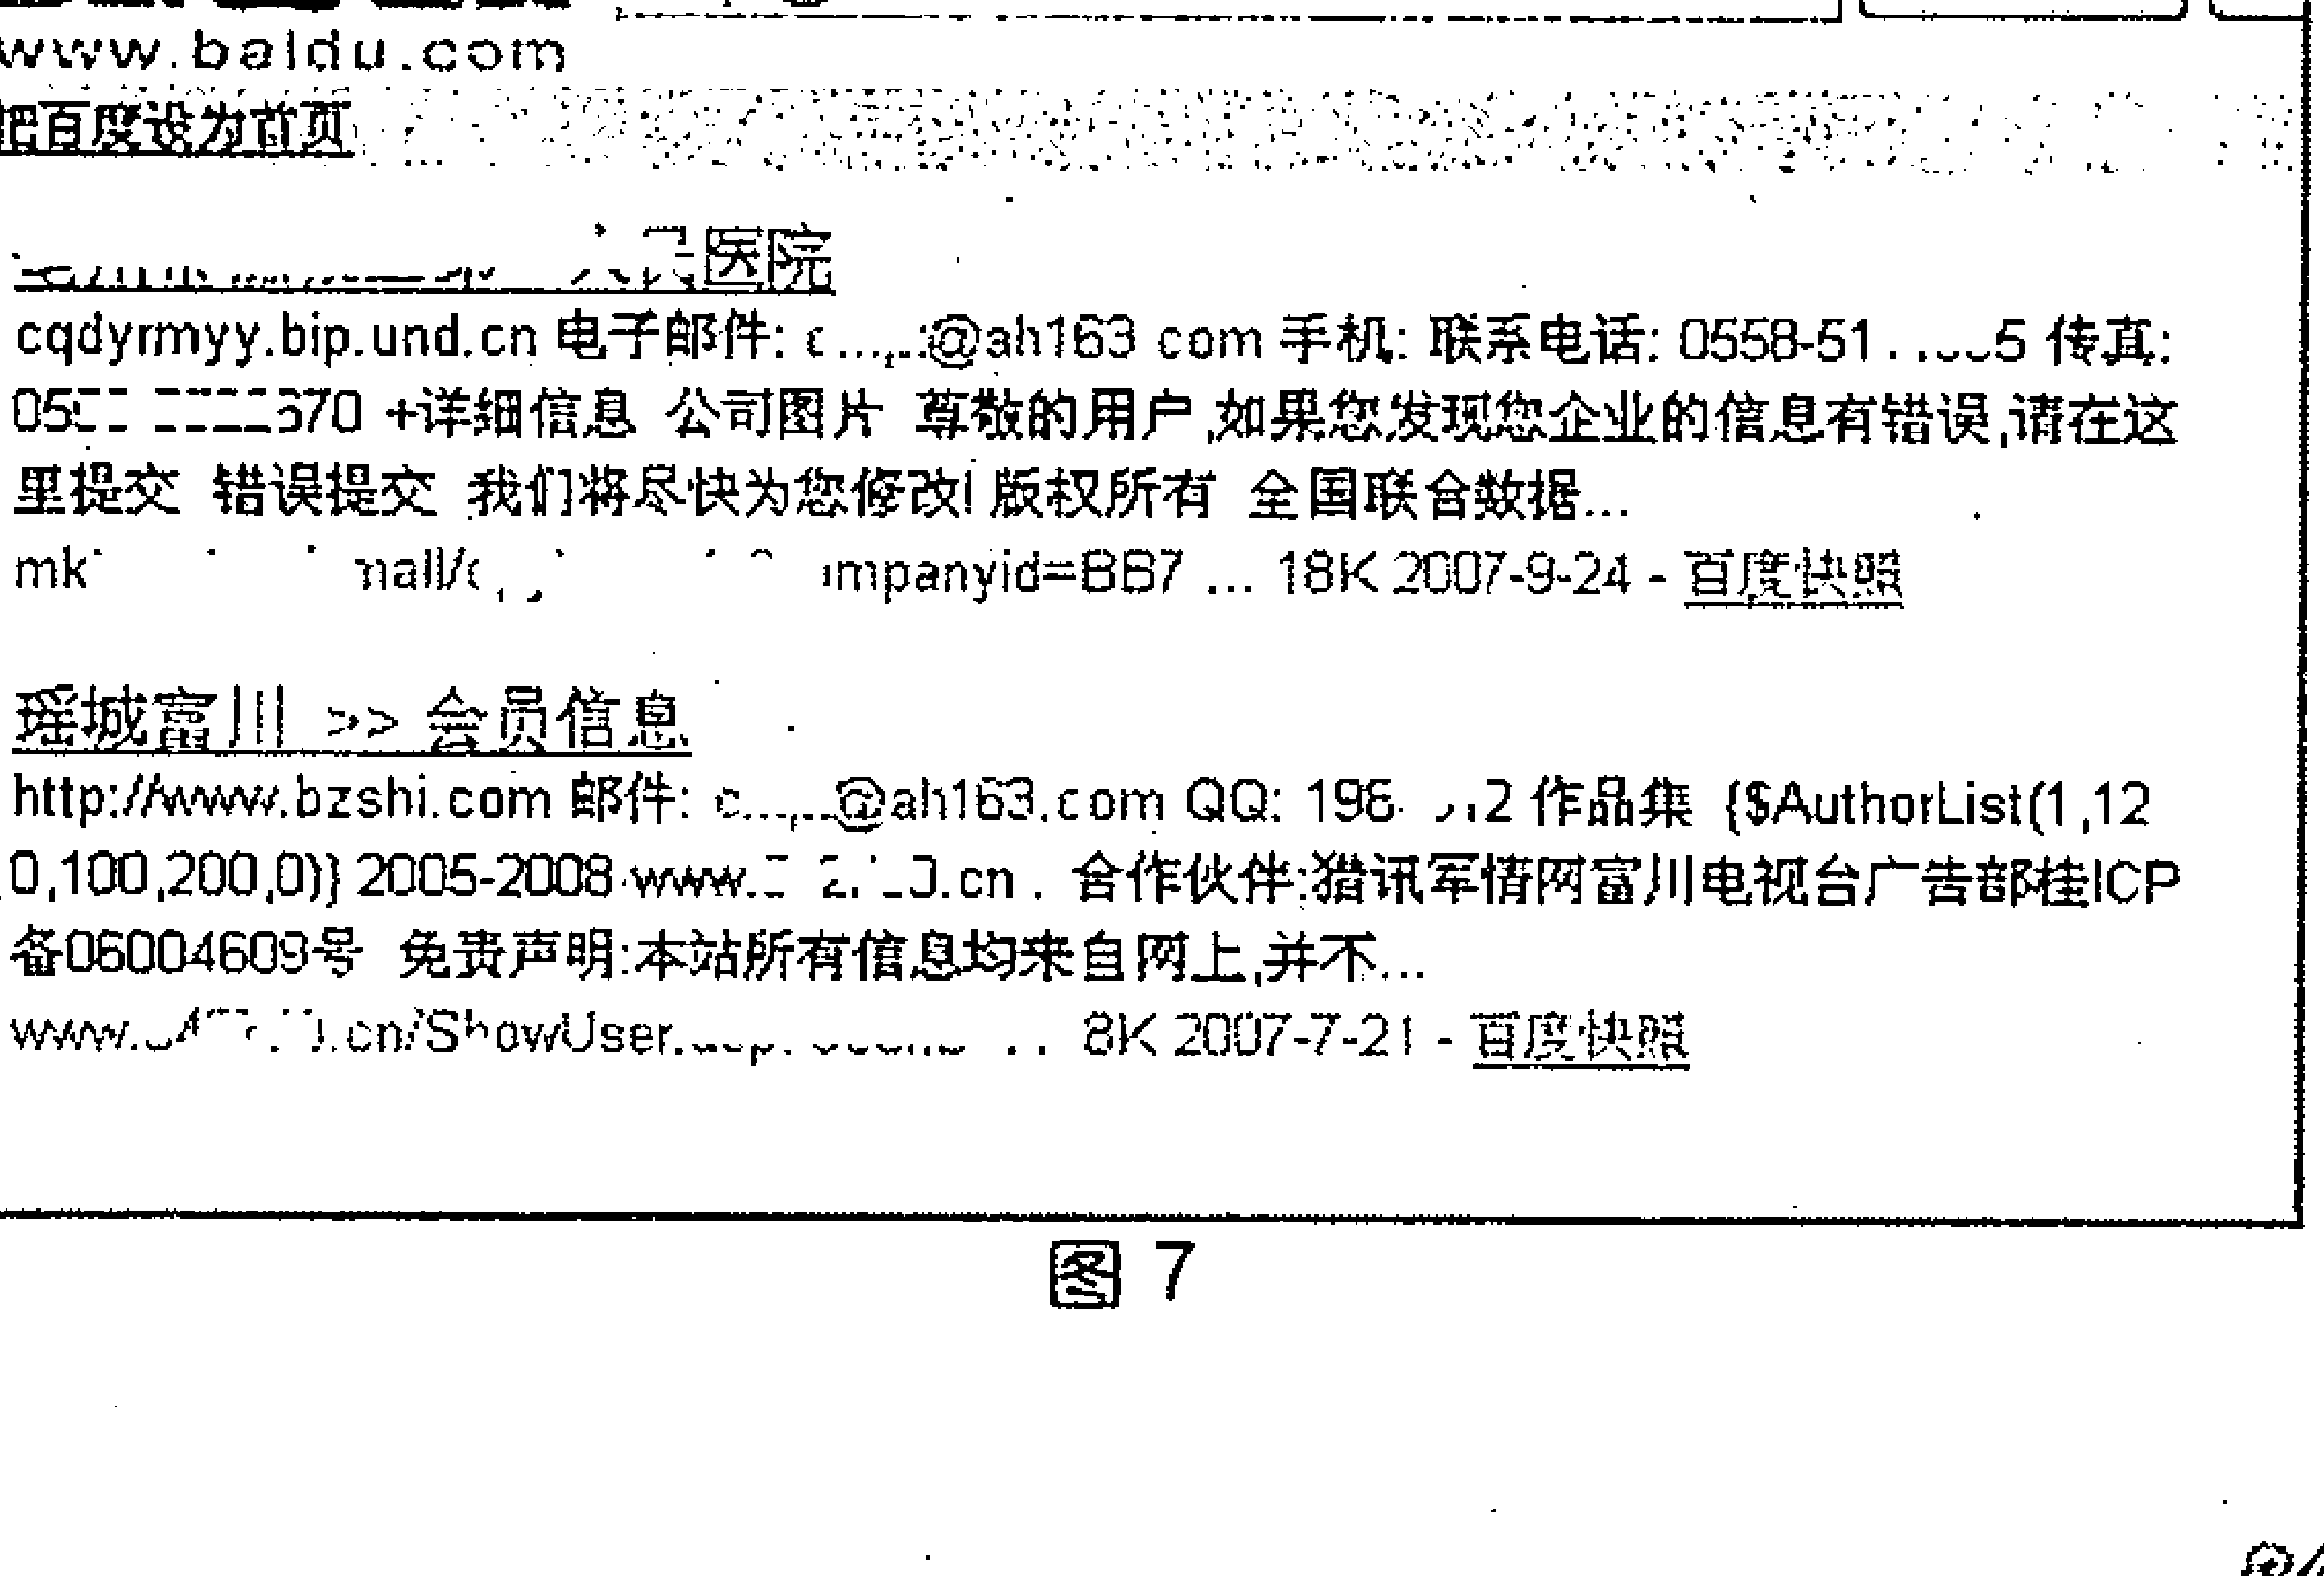 www.baidu.com
把百度设为首页
人民医院
cqdyrmyy.bip.und.cn 电子邮件: @ah163 com 手机: 联系电话: 0558-51 5 传真:
670 +详细信息 公司图片 尊敬的用户,如果您发现您企业的信息有错误,请在这
里提交 错误提交 我们将尽快为您修改! 版权所有 全国联合数据...
mk mpanyid=BB7 ... 18K 2007-9-24 - 百度快照
瑶城富川 >> 会员信息
http://www.bzshi.com 邮件: @ah163.com QQ: 作品集 {$AuthorList(1,12
0,100,200,0)} 2005-2008 www. .cn . 合作伙伴:猎讯军情网富川电视台广告部桂ICP
备06004609号 免责声明:本站所有信息均来自网上,并不...
www. .cn/ShowUser. 8K 2007-7-21 - 百度快照
图 7